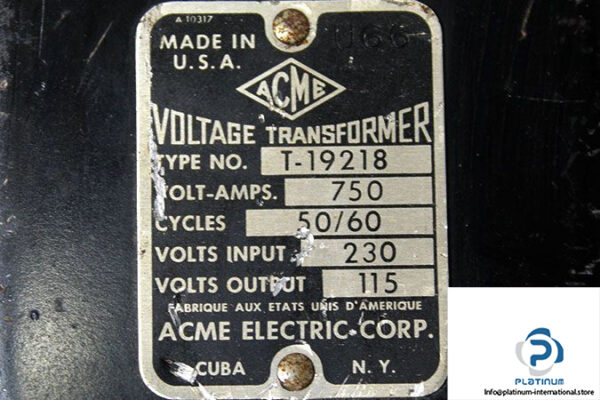 A 10317
MADE IN U66
U.S.A.
ACME
VOLTAGE TRANSFORMER
TYPE NO. T-19218
VOLT-AMPS. 750
CYCLES 50/60
VOLTS INPUT 230
VOLTS OUTPUT 115
FABRIQUE AUX ETATS UNIS D'AMERIQUE
ACME ELECTRIC CORP.
CUBA N. Y.
PLATINUM
Info@platinum-international.store